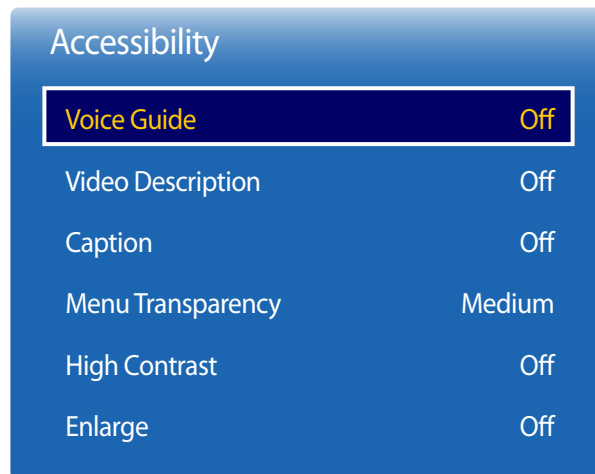 Accessibility
Voice Guide Off
Video Description Off
Caption Off
Menu Transparency Medium
High Contrast Off
Enlarge Off